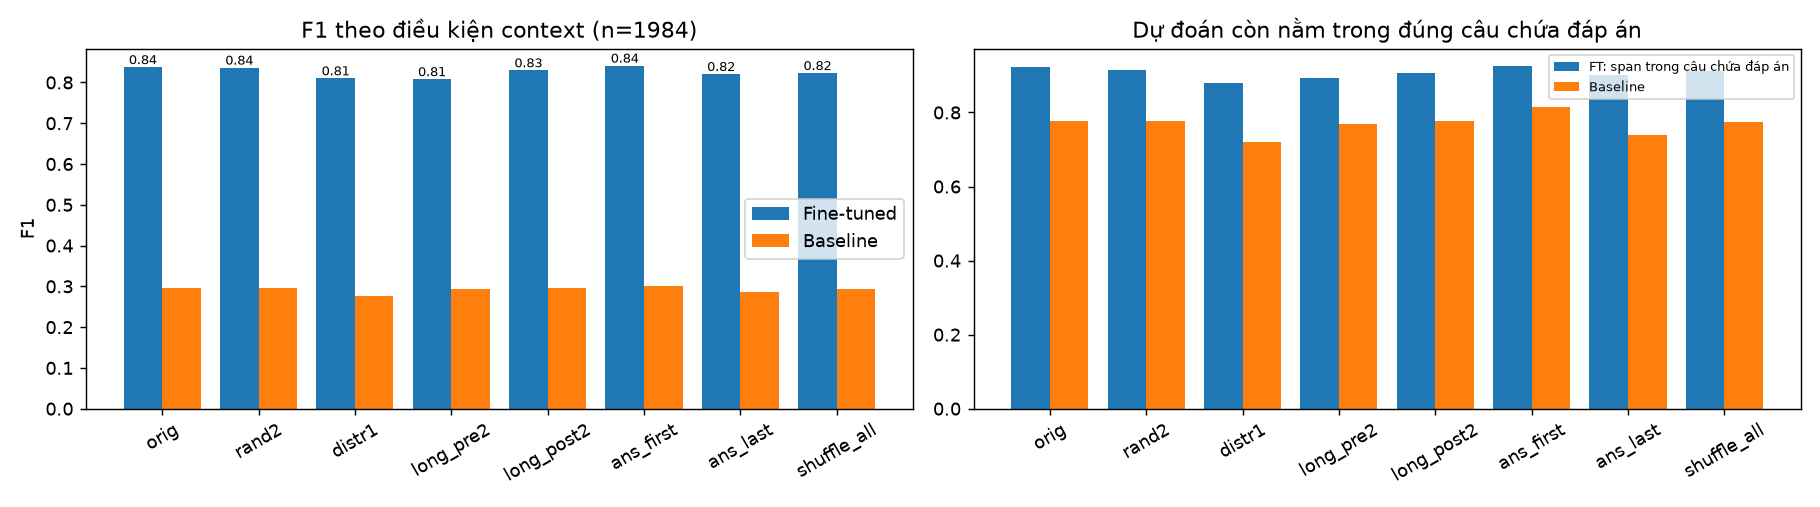 F1 theo điều kiện context (n=1984)
F1
0.0
0.1
0.2
0.3
0.4
0.5
0.6
0.7
0.8
0.84
0.84
0.81
0.81
0.83
0.84
0.82
0.82
Fine-tuned
Baseline
orig
rand2
distr1
long_pre2
long_post2
ans_first
ans_last
shuffle_all
Dự đoán còn nằm trong đúng câu chứa đáp án
0.0
0.2
0.4
0.6
0.8
FT: span trong câu chứa đáp án
Baseline
orig
rand2
distr1
long_pre2
long_post2
ans_first
ans_last
shuffle_all